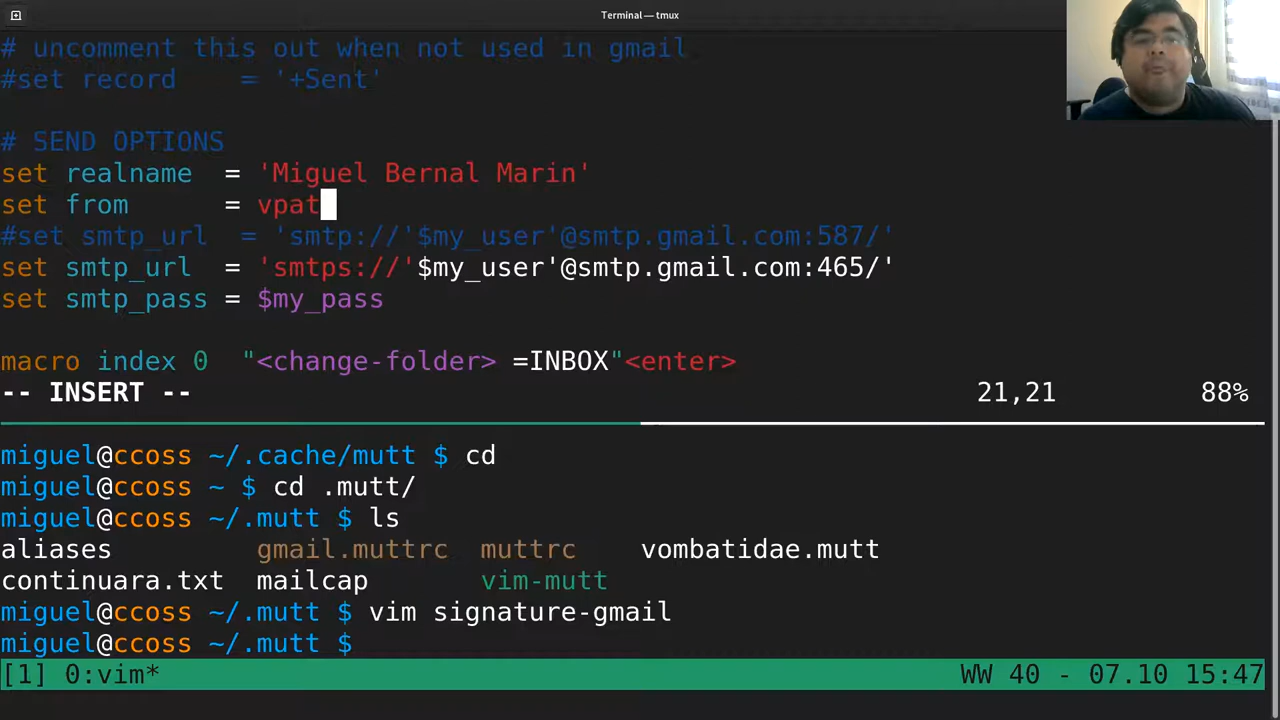 Terminal — tmux
# uncomment this out when not used in gmail
#set record    = '+Sent'
# SEND OPTIONS
set realname  = 'Miguel Bernal Marin'
set from      = vpat
#set smtp_url  = 'smtp://'$my_user'@smtp.gmail.com:587/'
set smtp_url  = 'smtps://'$my_user'@smtp.gmail.com:465/'
set smtp_pass = $my_pass
macro index 0  "<change-folder> =INBOX"<enter>
-- INSERT --                                                 21,21         88%
miguel@ccoss ~/.cache/mutt $ cd
miguel@ccoss ~ $ cd .mutt/
miguel@ccoss ~/.mutt $ ls
aliases         gmail.muttrc  muttrc    vombatidae.mutt
continuara.txt  mailcap       vim-mutt
miguel@ccoss ~/.mutt $ vim signature-gmail
miguel@ccoss ~/.mutt $
[1] 0:vim*                                                  WW 40 - 07.10 15:47